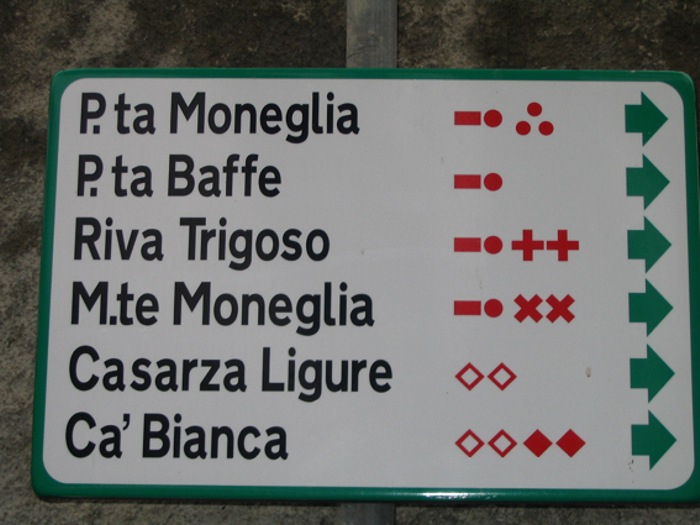 P.ta Moneglia
P.ta Baffe
Riva Trigoso
M.te Moneglia
Casarza Ligure
Ca' Bianca